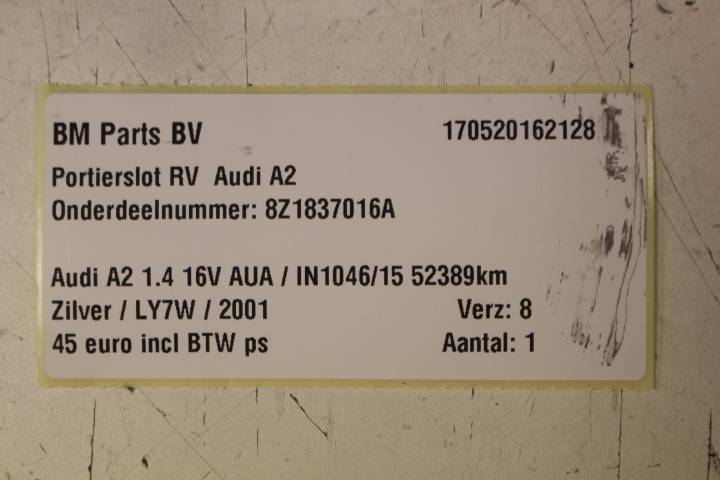 BM Parts BV 170520162128
Portierslot RV Audi A2
Onderdeelnummer: 8Z1837016A
Audi A2 1.4 16V AUA / IN1046/15 52389km
Zilver / LY7W / 2001 Verz: 8
45 euro incl BTW ps Aantal: 1